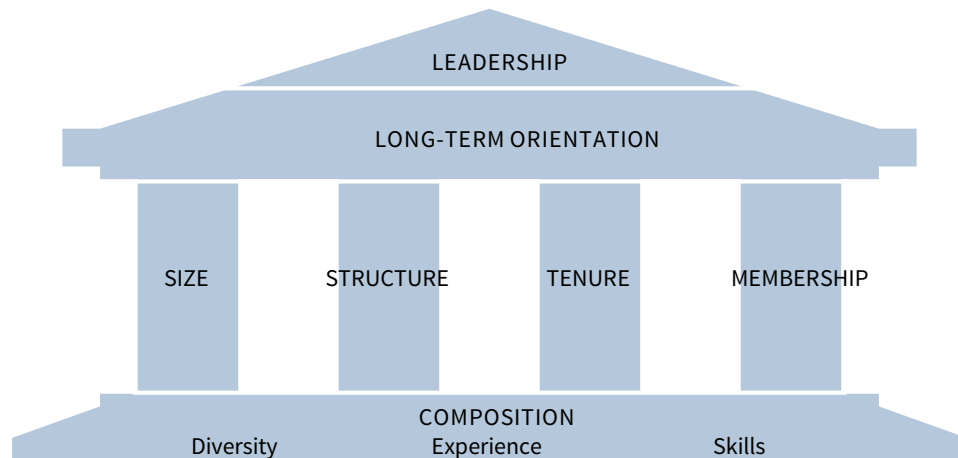 LEADERSHIP
LONG-TERM ORIENTATION
SIZE STRUCTURE TENURE MEMBERSHIP
COMPOSITION
Diversity Experience Skills